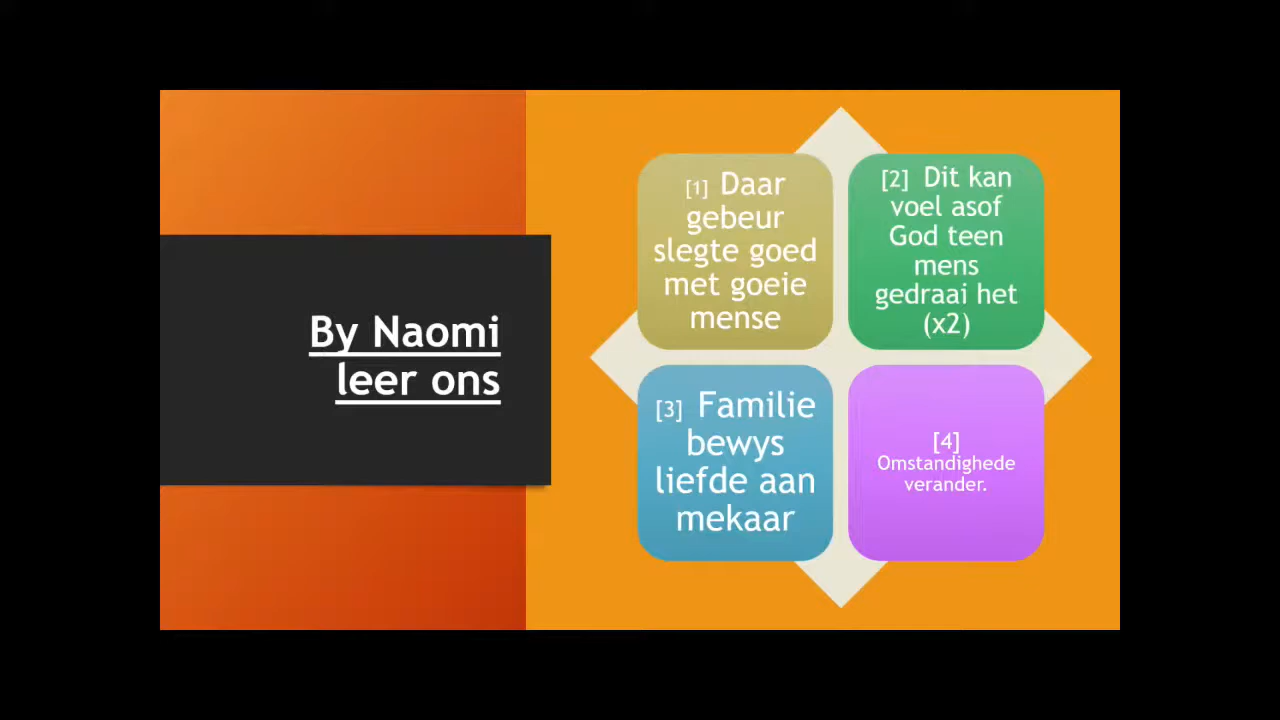 By Naomi
leer ons
[1] Daar
gebeur
slegte goed
met goeie
mense
[2] Dit kan
voel asof
God teen
mens
gedraai het
(x2)
[3] Familie
bewys
liefde aan
mekaar
[4]
Omstandighede
verander.